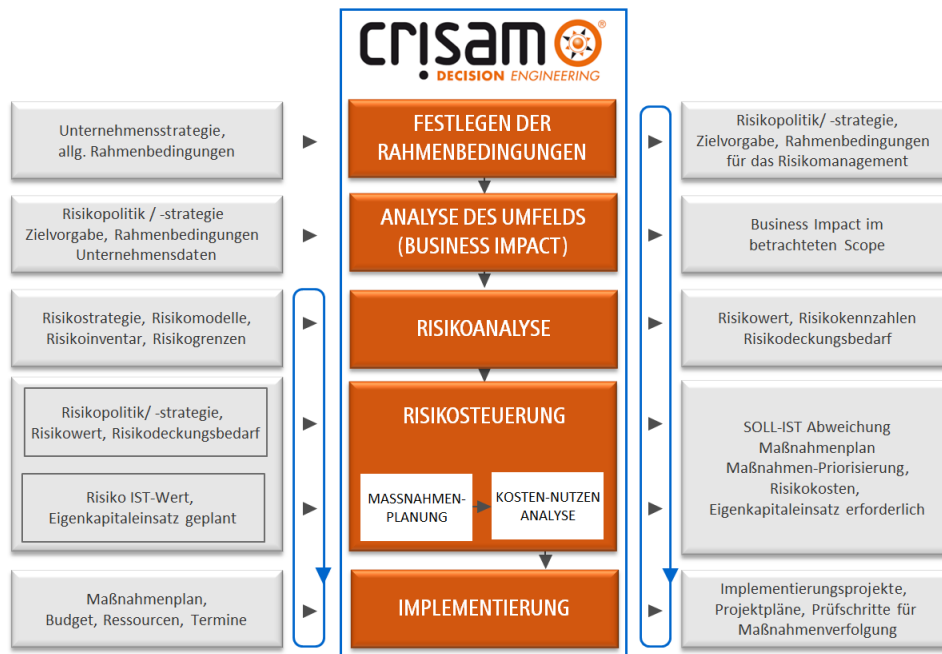 crisam®
DECISION ENGINEERING
Unternehmensstrategie,
allg. Rahmenbedingungen
FESTLEGEN DER
RAHMENBEDINGUNGEN
Risikopolitik/ -strategie,
Zielvorgabe, Rahmenbedingungen
für das Risikomanagement
Risikopolitik / -strategie
Zielvorgabe, Rahmenbedingungen
Unternehmensdaten
ANALYSE DES UMFELDS
(BUSINESS IMPACT)
Business Impact im
betrachteten Scope
Risikostrategie, Risikomodelle,
Risikoinventar, Risikogrenzen
RISIKOANALYSE
Risikowert, Risikokennzahlen
Risikodeckungsbedarf
Risikopolitik/ -strategie,
Risikowert, Risikodeckungsbedarf
Risiko IST-Wert,
Eigenkapitaleinsatz geplant
RISIKOSTEUERUNG
MASSNAHMEN-
PLANUNG
KOSTEN-NUTZEN
ANALYSE
SOLL-IST Abweichung
Maßnahmenplan
Maßnahmen-Priorisierung,
Risikokosten,
Eigenkapitaleinsatz erforderlich
Maßnahmenplan,
Budget, Ressourcen, Termine
IMPLEMENTIERUNG
Implementierungsprojekte,
Projektpläne, Prüfschritte für
Maßnahmenverfolgung